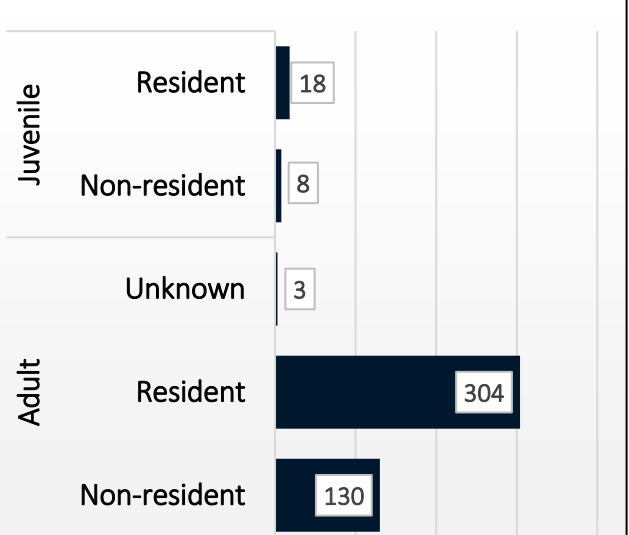 Juvenile
Resident 18
Non-resident 8
Adult
Unknown 3
Resident 304
Non-resident 130